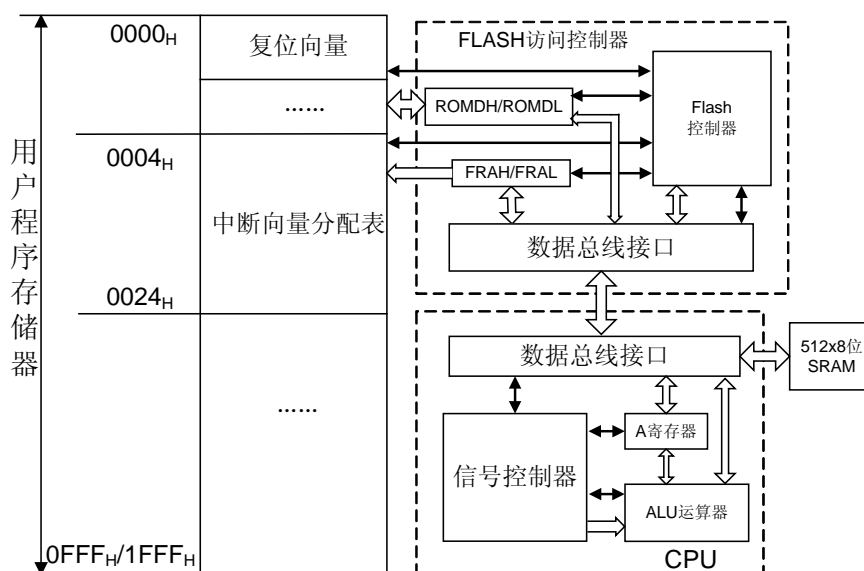 用户程序存储器
0000H
复位向量
……
0004H
中断向量分配表
0024H
……
0FFFH/1FFFH
FLASH访问控制器
ROMDH/ROMDL
Flash
控制器
FRAH/FRAL
数据总线接口
数据总线接口
512x8位
SRAM
A寄存器
信号控制器
ALU运算器
CPU